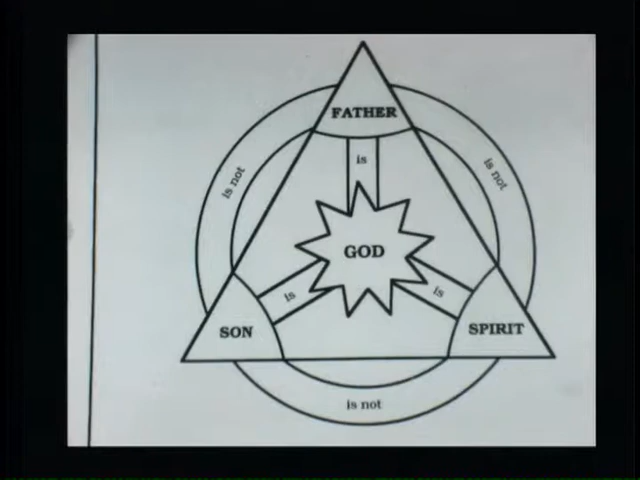 FATHER
is
is not
is not
GOD
is
is
SON
SPIRIT
is not